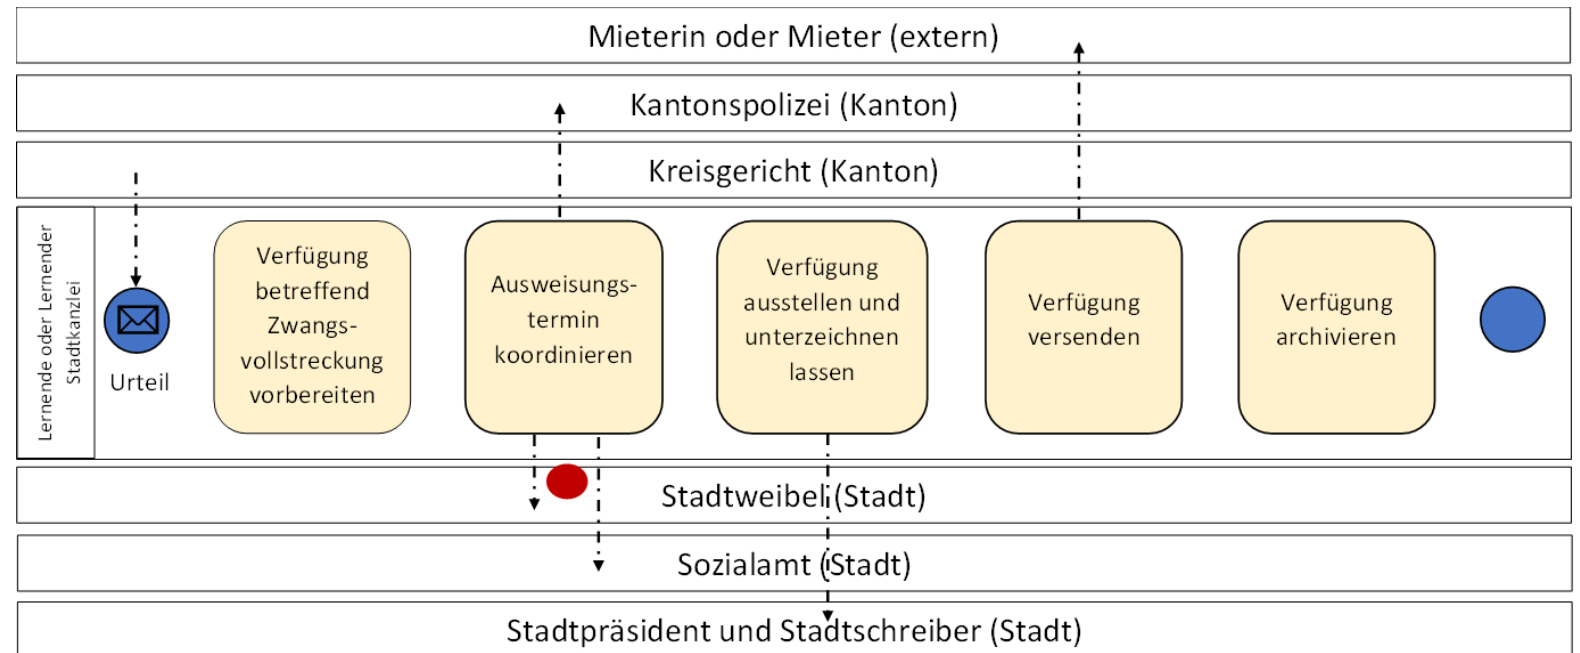 Mieterin oder Mieter (extern)
Kantonspolizei (Kanton)
Kreisgericht (Kanton)
Lernende oder Lernender
Stadtkanzlei
Urteil
Verfügung
betreffend
Zwangs-
vollstreckung
vorbereiten
Ausweisungs-
termin
koordinieren
Verfügung
ausstellen und
unterzeichnen
lassen
Verfügung
versenden
Verfügung
archivieren
Stadtweibel (Stadt)
Sozialamt (Stadt)
Stadtpräsident und Stadtschreiber (Stadt)